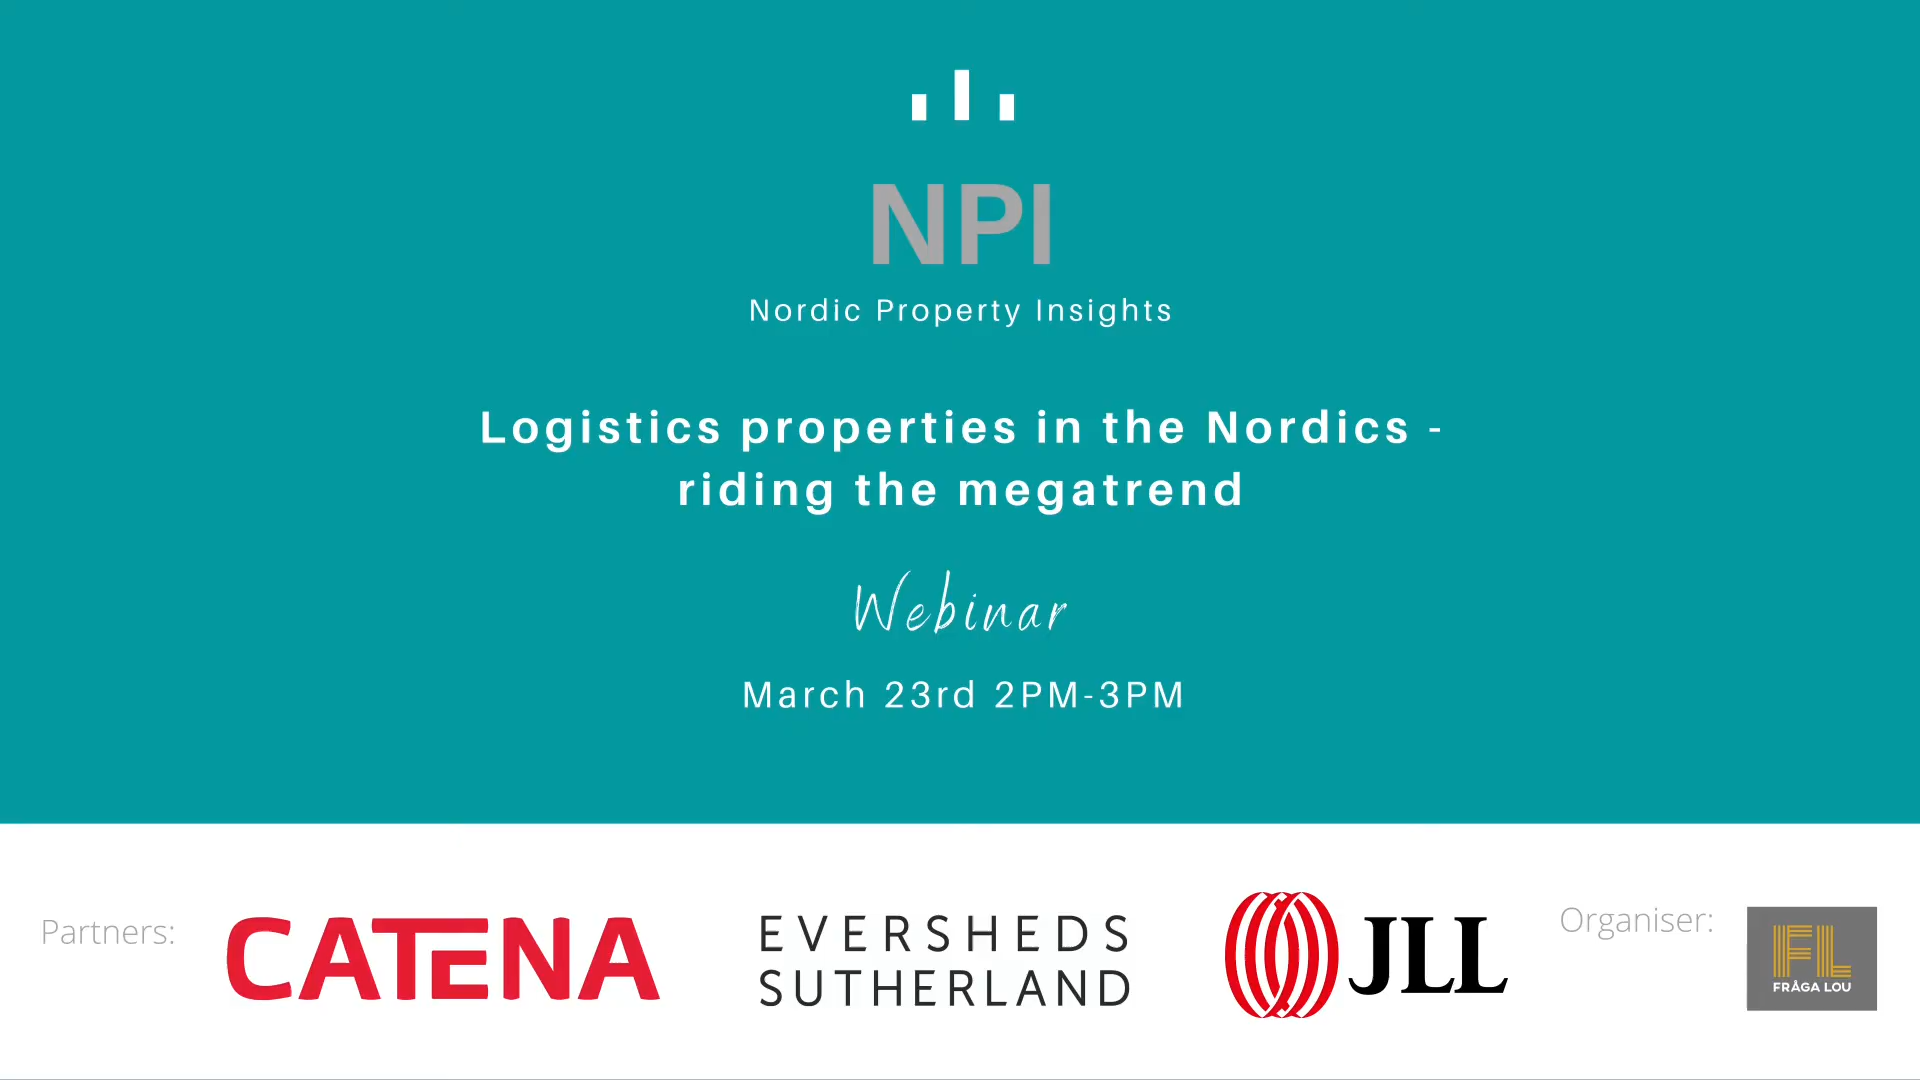 NPI
Nordic Property Insights
Logistics properties in the Nordics -
riding the megatrend
Webinar
March 23rd 2PM-3PM
Partners:
CATENA
EVERSHEDS
SUTHERLAND
JLL
Organiser:
FL
FRÅGA LOU